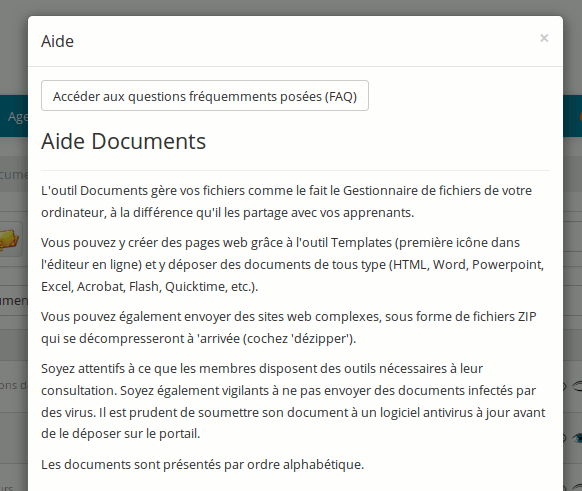 Aide
×
Accéder aux questions fréquemments posées (FAQ)
Age
Aide Documents
L'outil Documents gère vos fichiers comme le fait le Gestionnaire de fichiers de votre
ordinateur, à la différence qu'il les partage avec vos apprenants.
Vous pouvez y créer des pages web grâce à l'outil Templates (première icône dans
l'éditeur en ligne) et y déposer des documents de tous type (HTML, Word, Powerpoint,
Excel, Acrobat, Flash, Quicktime, etc.).
Vous pouvez également envoyer des sites web complexes, sous forme de fichiers ZIP
qui se décompresseront à 'arrivée (cochez 'dézipper').
Soyez attentifs à ce que les membres disposent des outils nécessaires à leur
consultation. Soyez également vigilants à ne pas envoyer des documents infectés par
des virus. Il est prudent de soumettre son document à un logiciel antivirus à jour avant
de le déposer sur le portail.
Les documents sont présentés par ordre alphabétique.